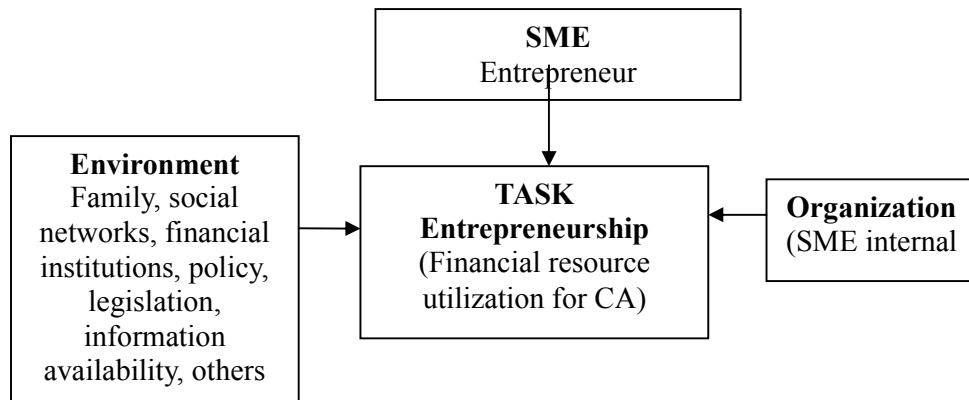 SME
Entrepreneur
Environment
Family, social
networks, financial
institutions, policy,
legislation,
information
availability, others
TASK
Entrepreneurship
(Financial resource
utilization for CA)
Organization
(SME internal